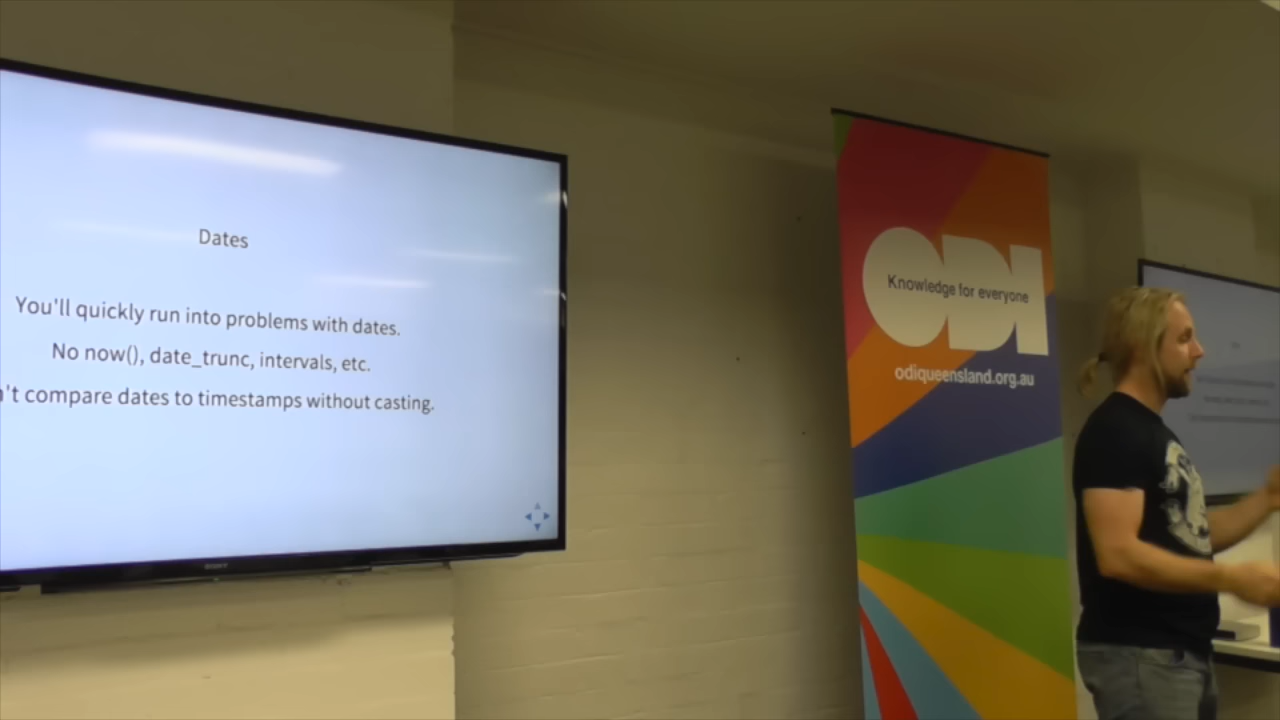 Dates
You'll quickly run into problems with dates.
No now(), date_trunc, intervals, etc.
't compare dates to timestamps without casting.
SONY
ODI
Knowledge for everyone
odiqueensland.org.au